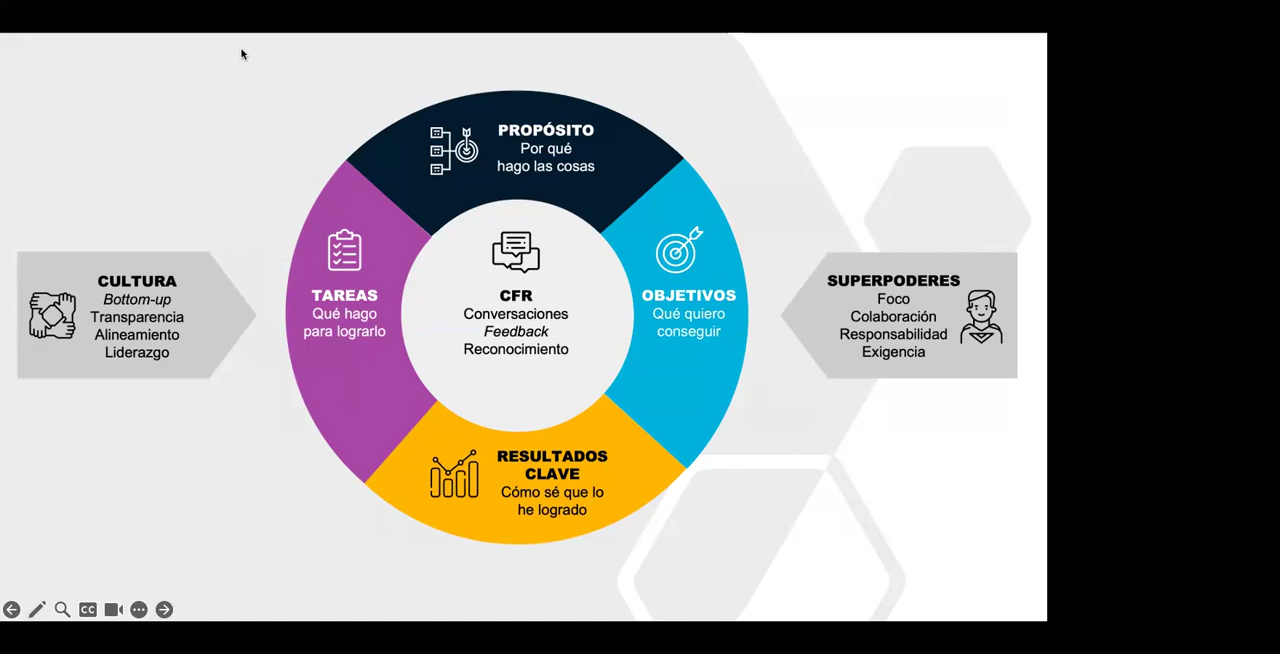 PROPÓSITO
Por qué
hago las cosas
CULTURA
Bottom-up
Transparencia
Alineamiento
Liderazgo
TAREAS
Qué hago
para lograrlo
CFR
Conversaciones
Feedback
Reconocimiento
OBJETIVOS
Qué quiero
conseguir
SUPERPODERES
Foco
Colaboración
Responsabilidad
Exigencia
RESULTADOS
CLAVE
Cómo sé que lo
he logrado
CC